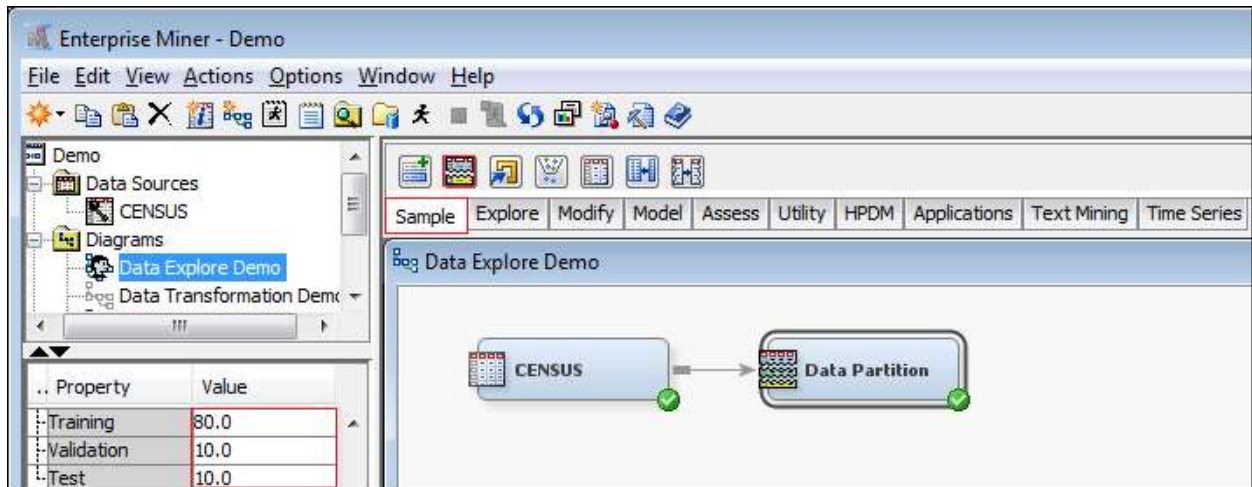 Enterprise Miner - Demo
File Edit View Actions Options Window Help
Demo
Data Sources
CENSUS
Diagrams
Data Explore Demo
Data Transformation Demo
.. Property Value
Training 80.0
Validation 10.0
Test 10.0
Sample Explore Modify Model Assess Utility HPDM Applications Text Mining Time Series
Data Explore Demo
CENSUS
Data Partition